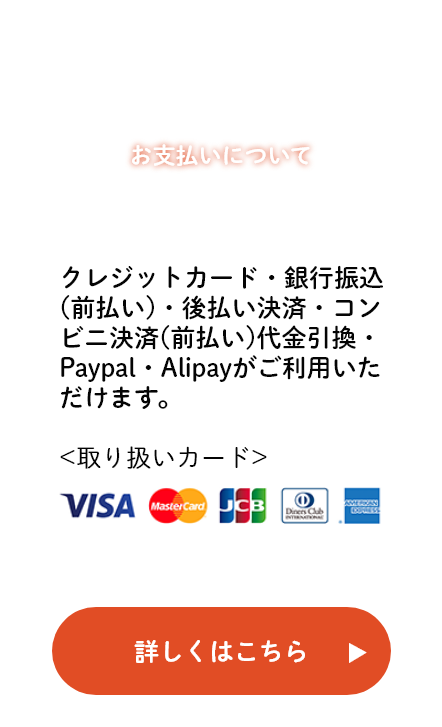 お支払いについて
クレジットカード・銀行振込
(前払い)・後払い決済・コン
ビニ決済(前払い)代金引換・
Paypal・Alipayがご利用いた
だけます。
<取り扱いカード>
VISA MasterCard JCB Diners Club INTERNATIONAL AMERICAN EXPRESS
詳しくはこちら